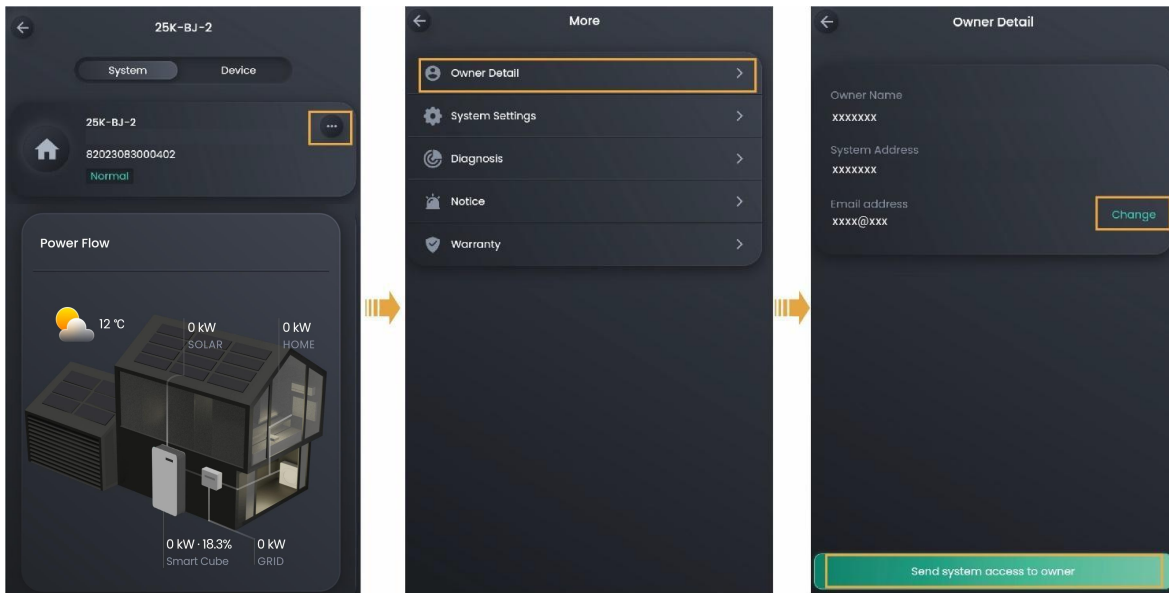 25K-BJ-2
System Device
25K-BJ-2
82023083000402
Normal
Power Flow
12 °C
0 kW
SOLAR
0 kW
HOME
0 kW · 18.3%
Smart Cube
0 kW
GRID
More
Owner Detail
System Settings
Diagnosis
Notice
Warranty
Owner Detail
Owner Name
xxxxxxx
System Address
xxxxxxx
Email address
xxxx@xxx
Change
Send system access to owner